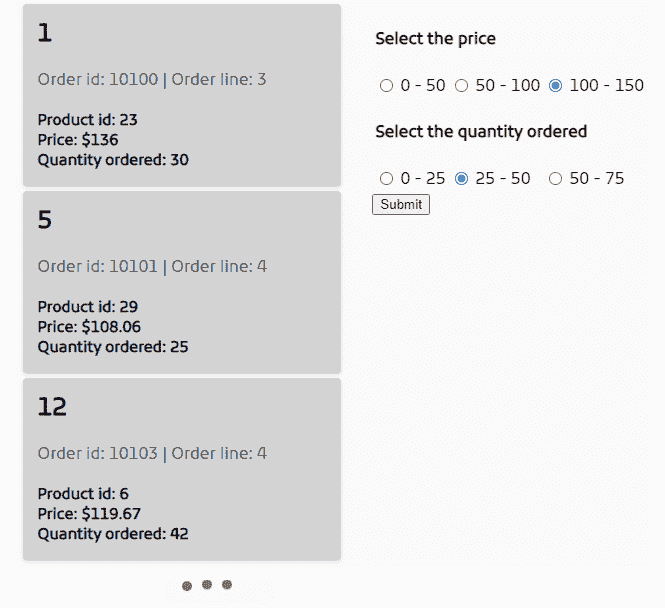 1
Order id: 10100 | Order line: 3
Product id: 23
Price: $136
Quantity ordered: 30
5
Order id: 10101 | Order line: 4
Product id: 29
Price: $108.06
Quantity ordered: 25
12
Order id: 10103 | Order line: 4
Product id: 6
Price: $119.67
Quantity ordered: 42
Select the price
0 - 50 50 - 100 100 - 150
Select the quantity ordered
0 - 25 25 - 50 50 - 75
Submit